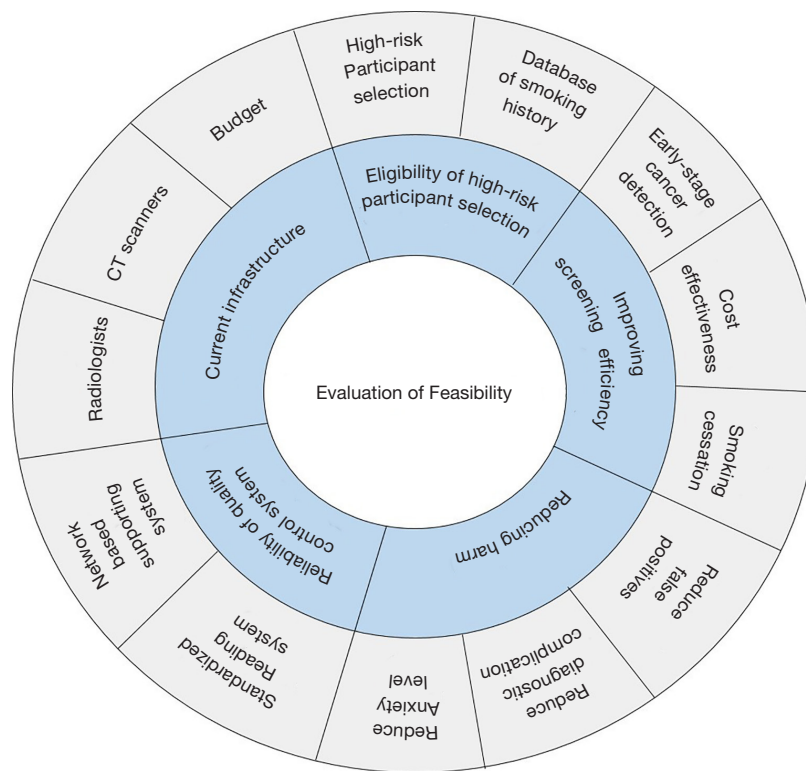 High-risk
Participant
selection
Database
of smoking
history
Early-stage
cancer
detection
Cost
effectiveness
Smoking
cessation
Reduce
false
positives
Reduce
diagnostic
complication
Reduce
Anxiety
level
Standardized
Reading
system
Network
based
supporting
system
Radiologists
CT scanners
Budget
Eligibility of high-risk
participant selection
Improving
screening efficiency
Reducing harm
Reliability of quality
control system
Current infrastructure
Evaluation of Feasibility